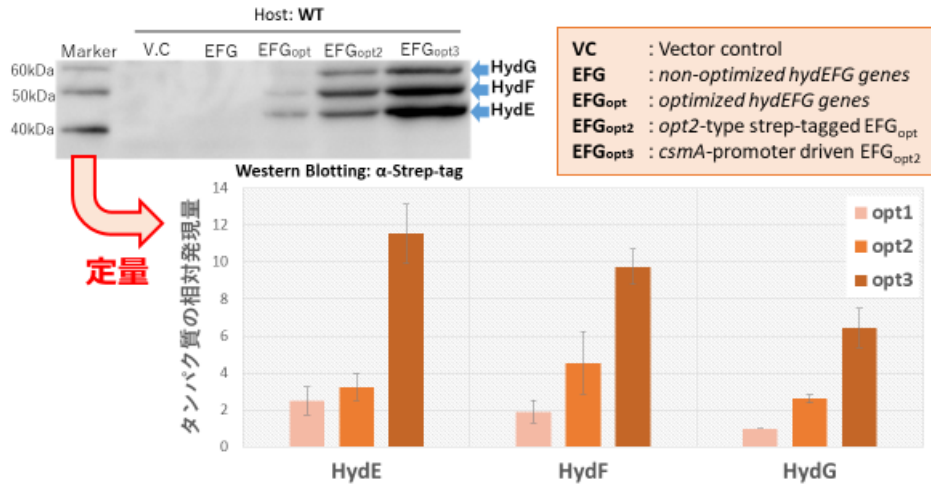 Host: WT
Marker V.C EFG EFGopt EFGopt2 EFGopt3
60kDa
50kDa
40kDa
HydG
HydF
HydE
VC : Vector control
EFG : non-optimized hydEFG genes
EFGopt : optimized hydEFG genes
EFGopt2 : opt2-type strep-tagged EFGopt
EFGopt3 : csmA-promoter driven EFGopt2
Western Blotting: α-Strep-tag
定量
タンパク質の相対発現量
14
12
10
8
6
4
2
0
opt1
opt2
opt3
HydE HydF HydG